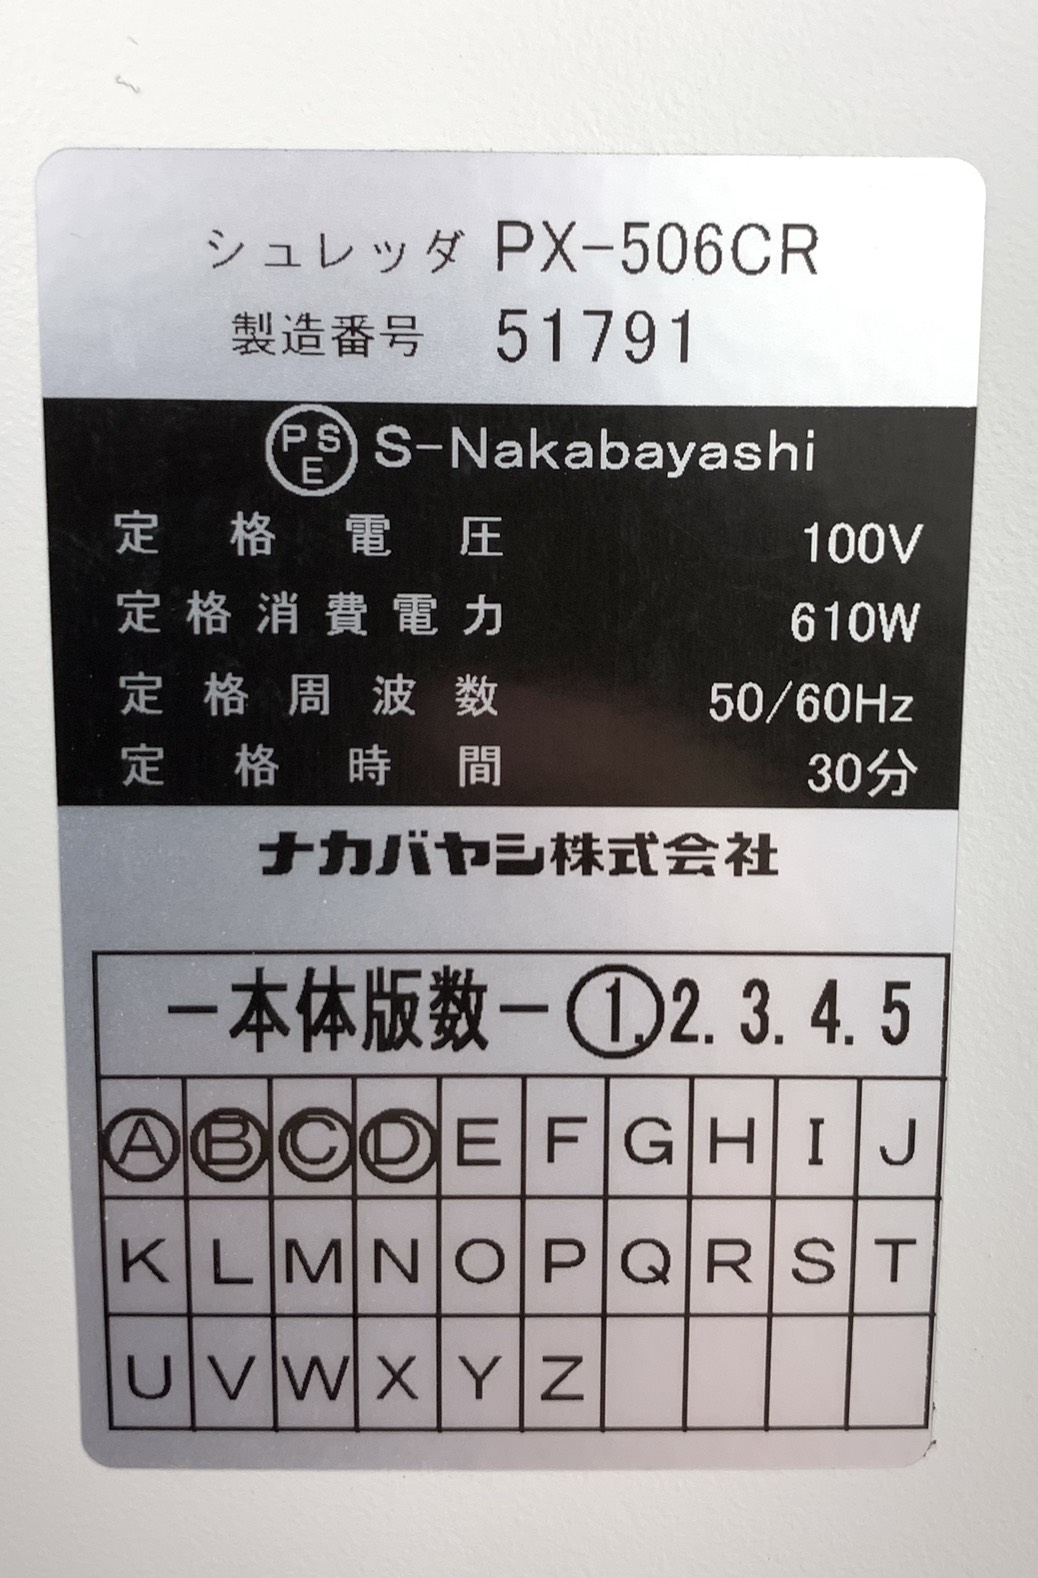 シュレッダ PX-506CR
製造番号 51791
PSE S-Nakabayashi
定格電圧 100V
定格消費電力 610W
定格周波数 50/60Hz
定格時間 30分
ナカバヤシ株式会社
-本体版数- 1. 2. 3. 4. 5
A B C D E F G H I J
K L M N O P Q R S T
U V W X Y Z